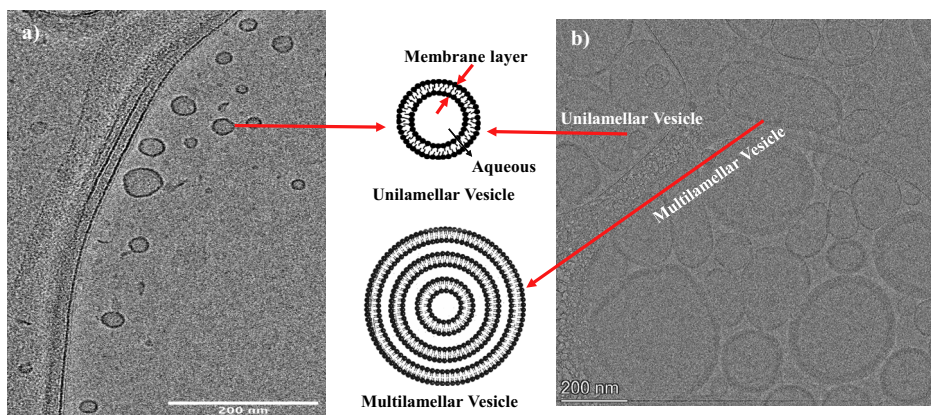 a)
200 nm
Membrane layer
Aqueous
Unilamellar Vesicle
Multilamellar Vesicle
b)
Unilamellar Vesicle
Multilamellar Vesicle
200 nm